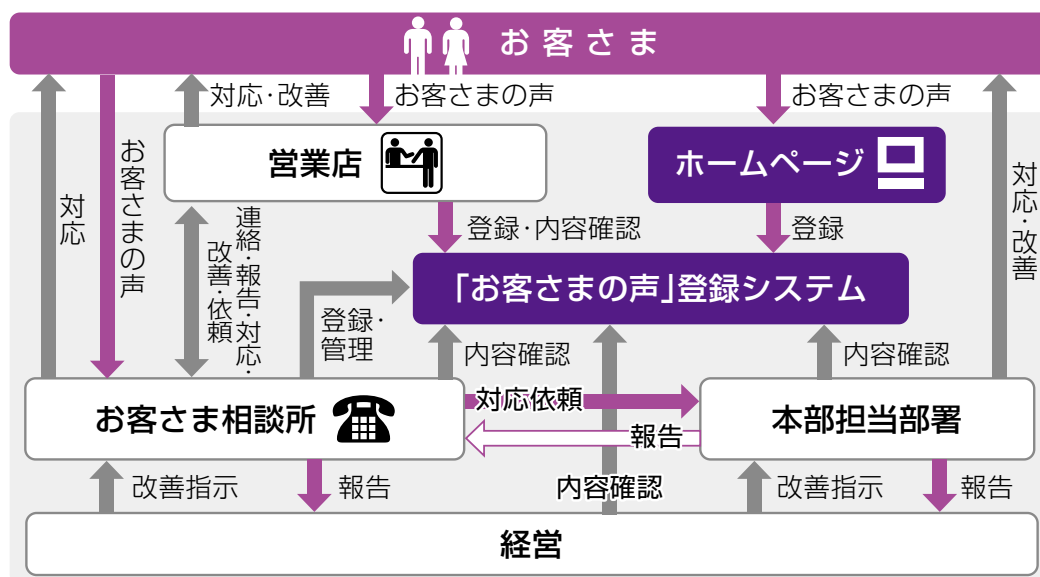 お客さま
対応・改善
お客さまの声
お客さまの声
営業店
ホームページ
対応
お客さまの声
連絡・報告・対応・
改善・依頼
登録・内容確認
登録
対応・改善
「お客さまの声」登録システム
登録・
管理
内容確認
内容確認
対応依頼
お客さま相談所
本部担当部署
報告
改善指示
報告
内容確認
改善指示
報告
経営